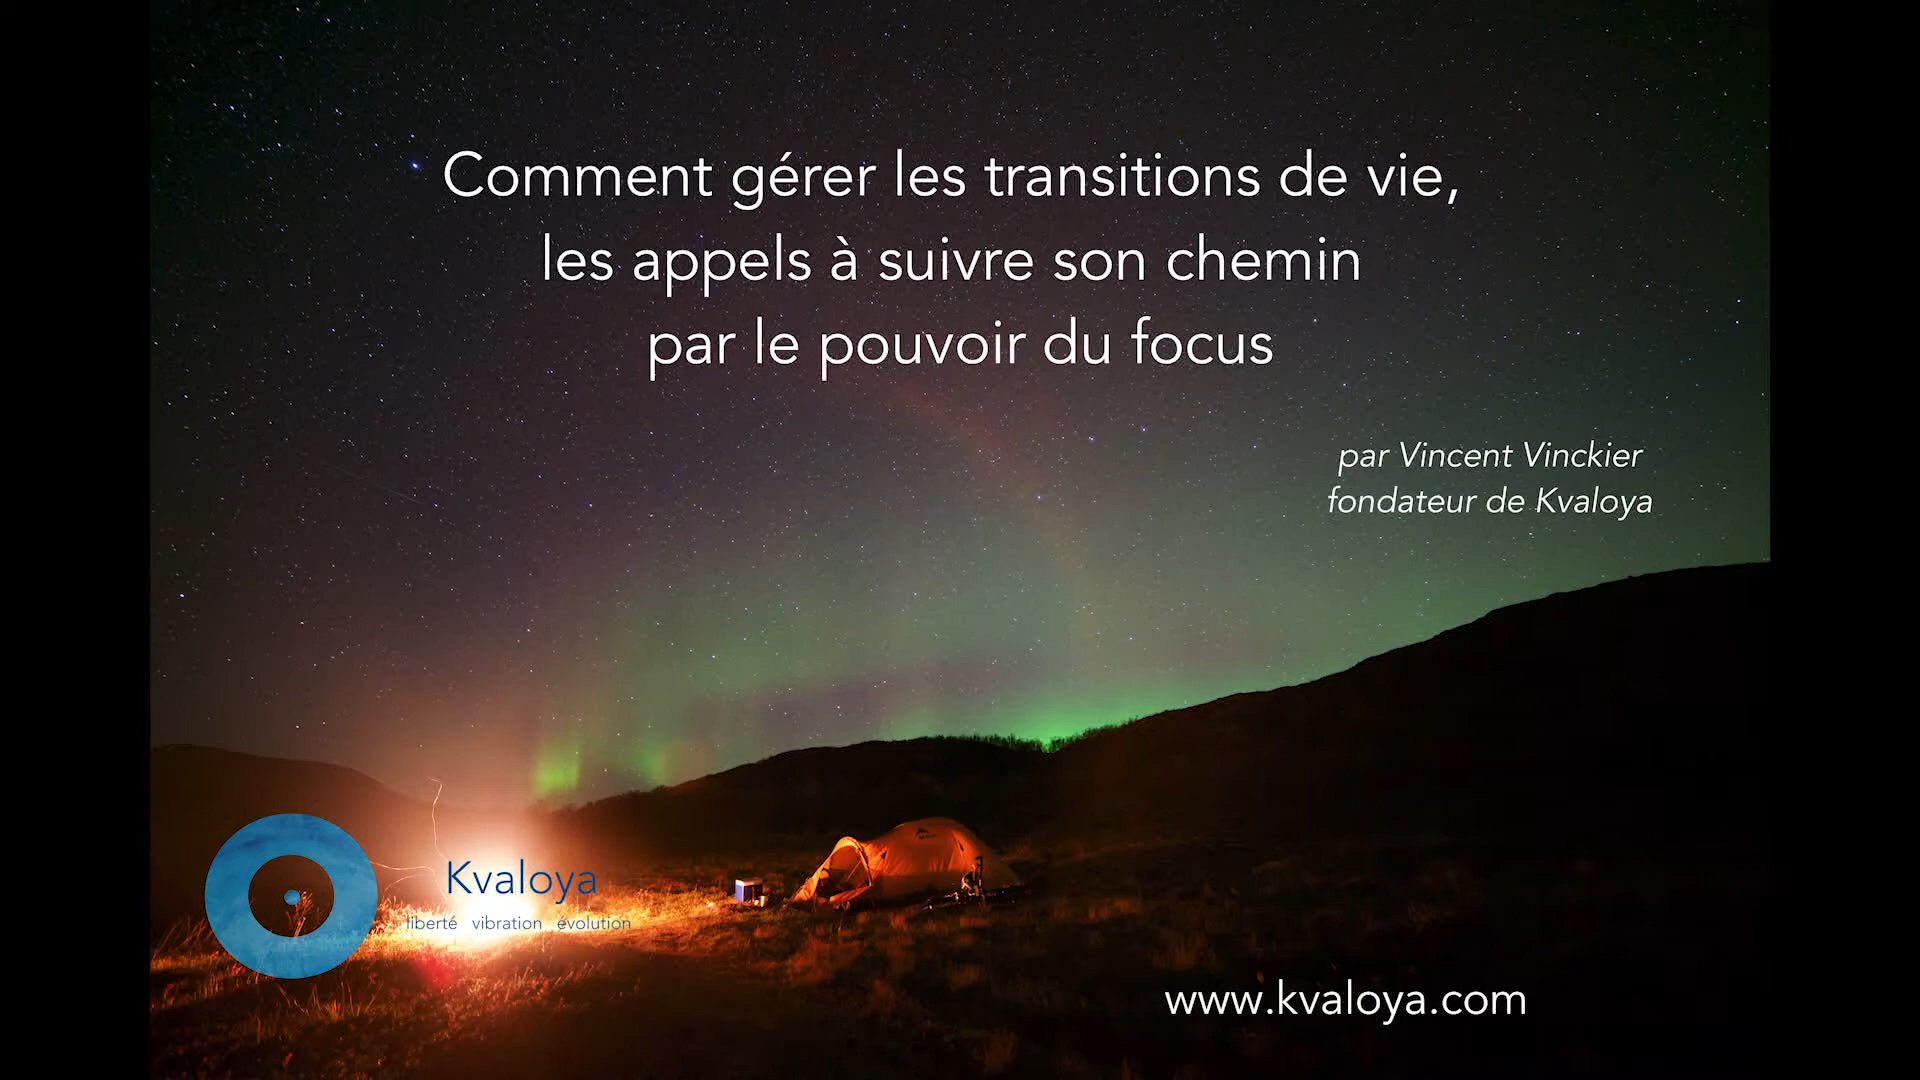 Comment gérer les transitions de vie,
les appels à suivre son chemin
par le pouvoir du focus
par Vincent Vinckier
fondateur de Kvaloya
Kvaloya
liberté vibration évolution
www.kvaloya.com